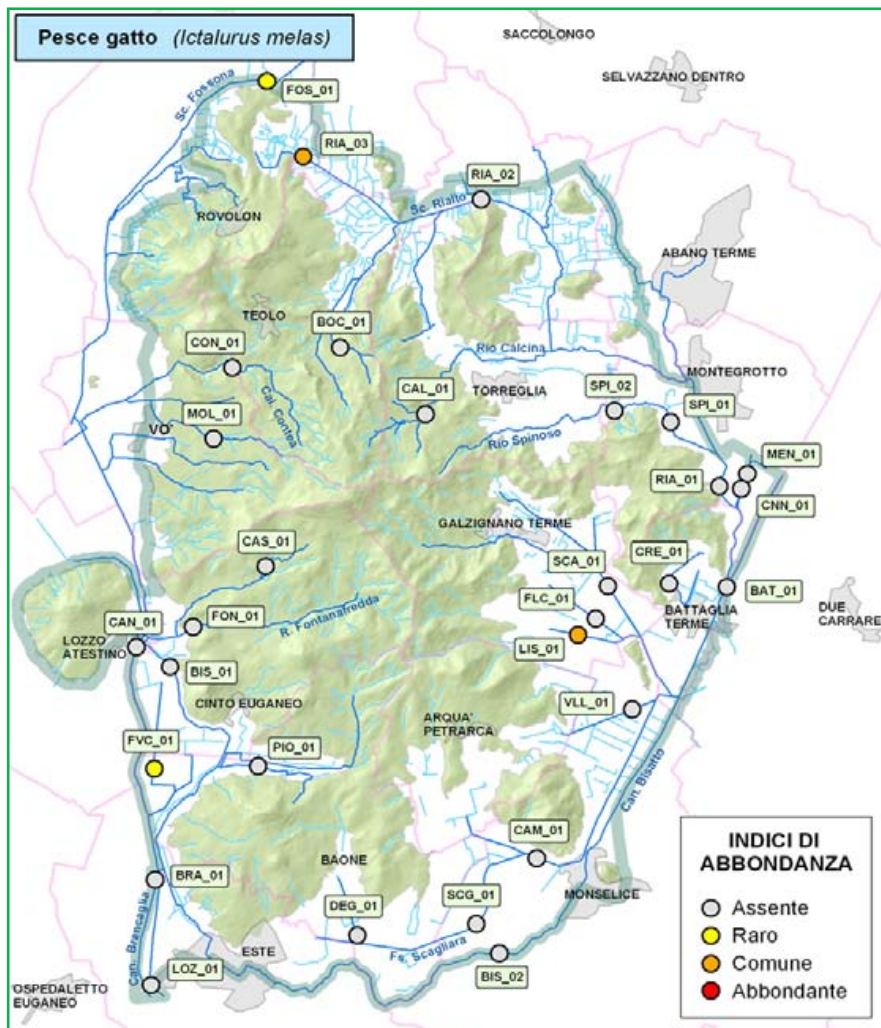 Pesce gatto (Ictalurus melas)
SACCOLONGO
SELVAZZANO DENTRO
Sc. Fossona
FOS_01
RIA_03
RIA_02
Sc. Rialto
ROVOLON
ABANO TERME
TEOLO
BOC_01
CON_01
Rio Calcina
MONTEGROTTO
CAL_01
TORREGLIA
SPI_02
SPI_01
Cal. Contea
MOL_01
VO'
Rio Spinoso
MEN_01
RIA_01
CNN_01
GALZIGNANO TERME
CAS_01
SCA_01
CRE_01
BAT_01
FLC_01
BATTAGLIA
TERME
DUE
CARRARE
CAN_01
FON_01
R. Fontanafredda
LOZZO
ATESTINO
LIS_01
BIS_01
CINTO EUGANEO
VLL_01
ARQUA'
PETRARCA
FVC_01
PIO_01
Can. Bisatto
CAM_01
BAONE
BRA_01
MONSELICE
DEG_01
SCG_01
Can. Brancaglia
Fs. Scagliara
ESTE
LOZ_01
BIS_02
OSPEDALETTO
EUGANEO
INDICI DI
ABBONDANZA
Assente
Raro
Comune
Abbondante